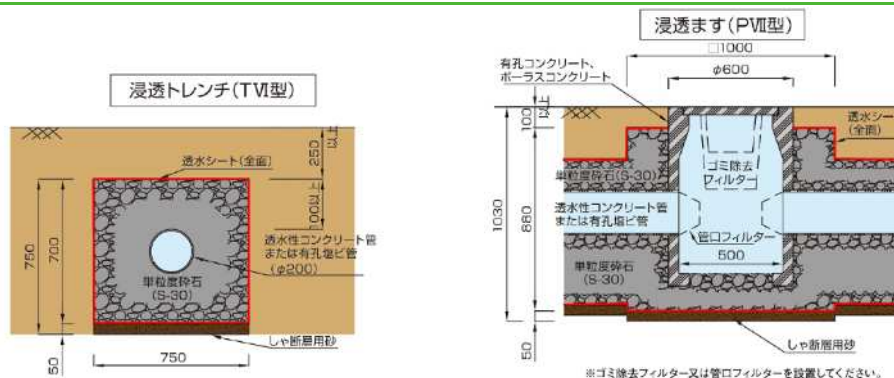 浸透トレンチ(TⅥ型)
250
以上
透水シート(全面)
100以上
750
700
透水性コンクリート管
または有孔塩ビ管
(φ200)
単粒度砕石
(S-30)
しゃ断層用砂
50
750
浸透ます(PⅦ型)
□1000
有孔コンクリート、
ポーラスコンクリート
φ600
100
以上
透水シー
(全面)
ゴミ除去
フィルター
単粒度砕石(S-30)
1030
880
透水性コンクリート管
または有孔塩ビ管
管口フィルター
500
単粒度砕石
(S-30)
50
しゃ断層用砂
※ゴミ除去フィルター又は管口フィルターを設置してください。